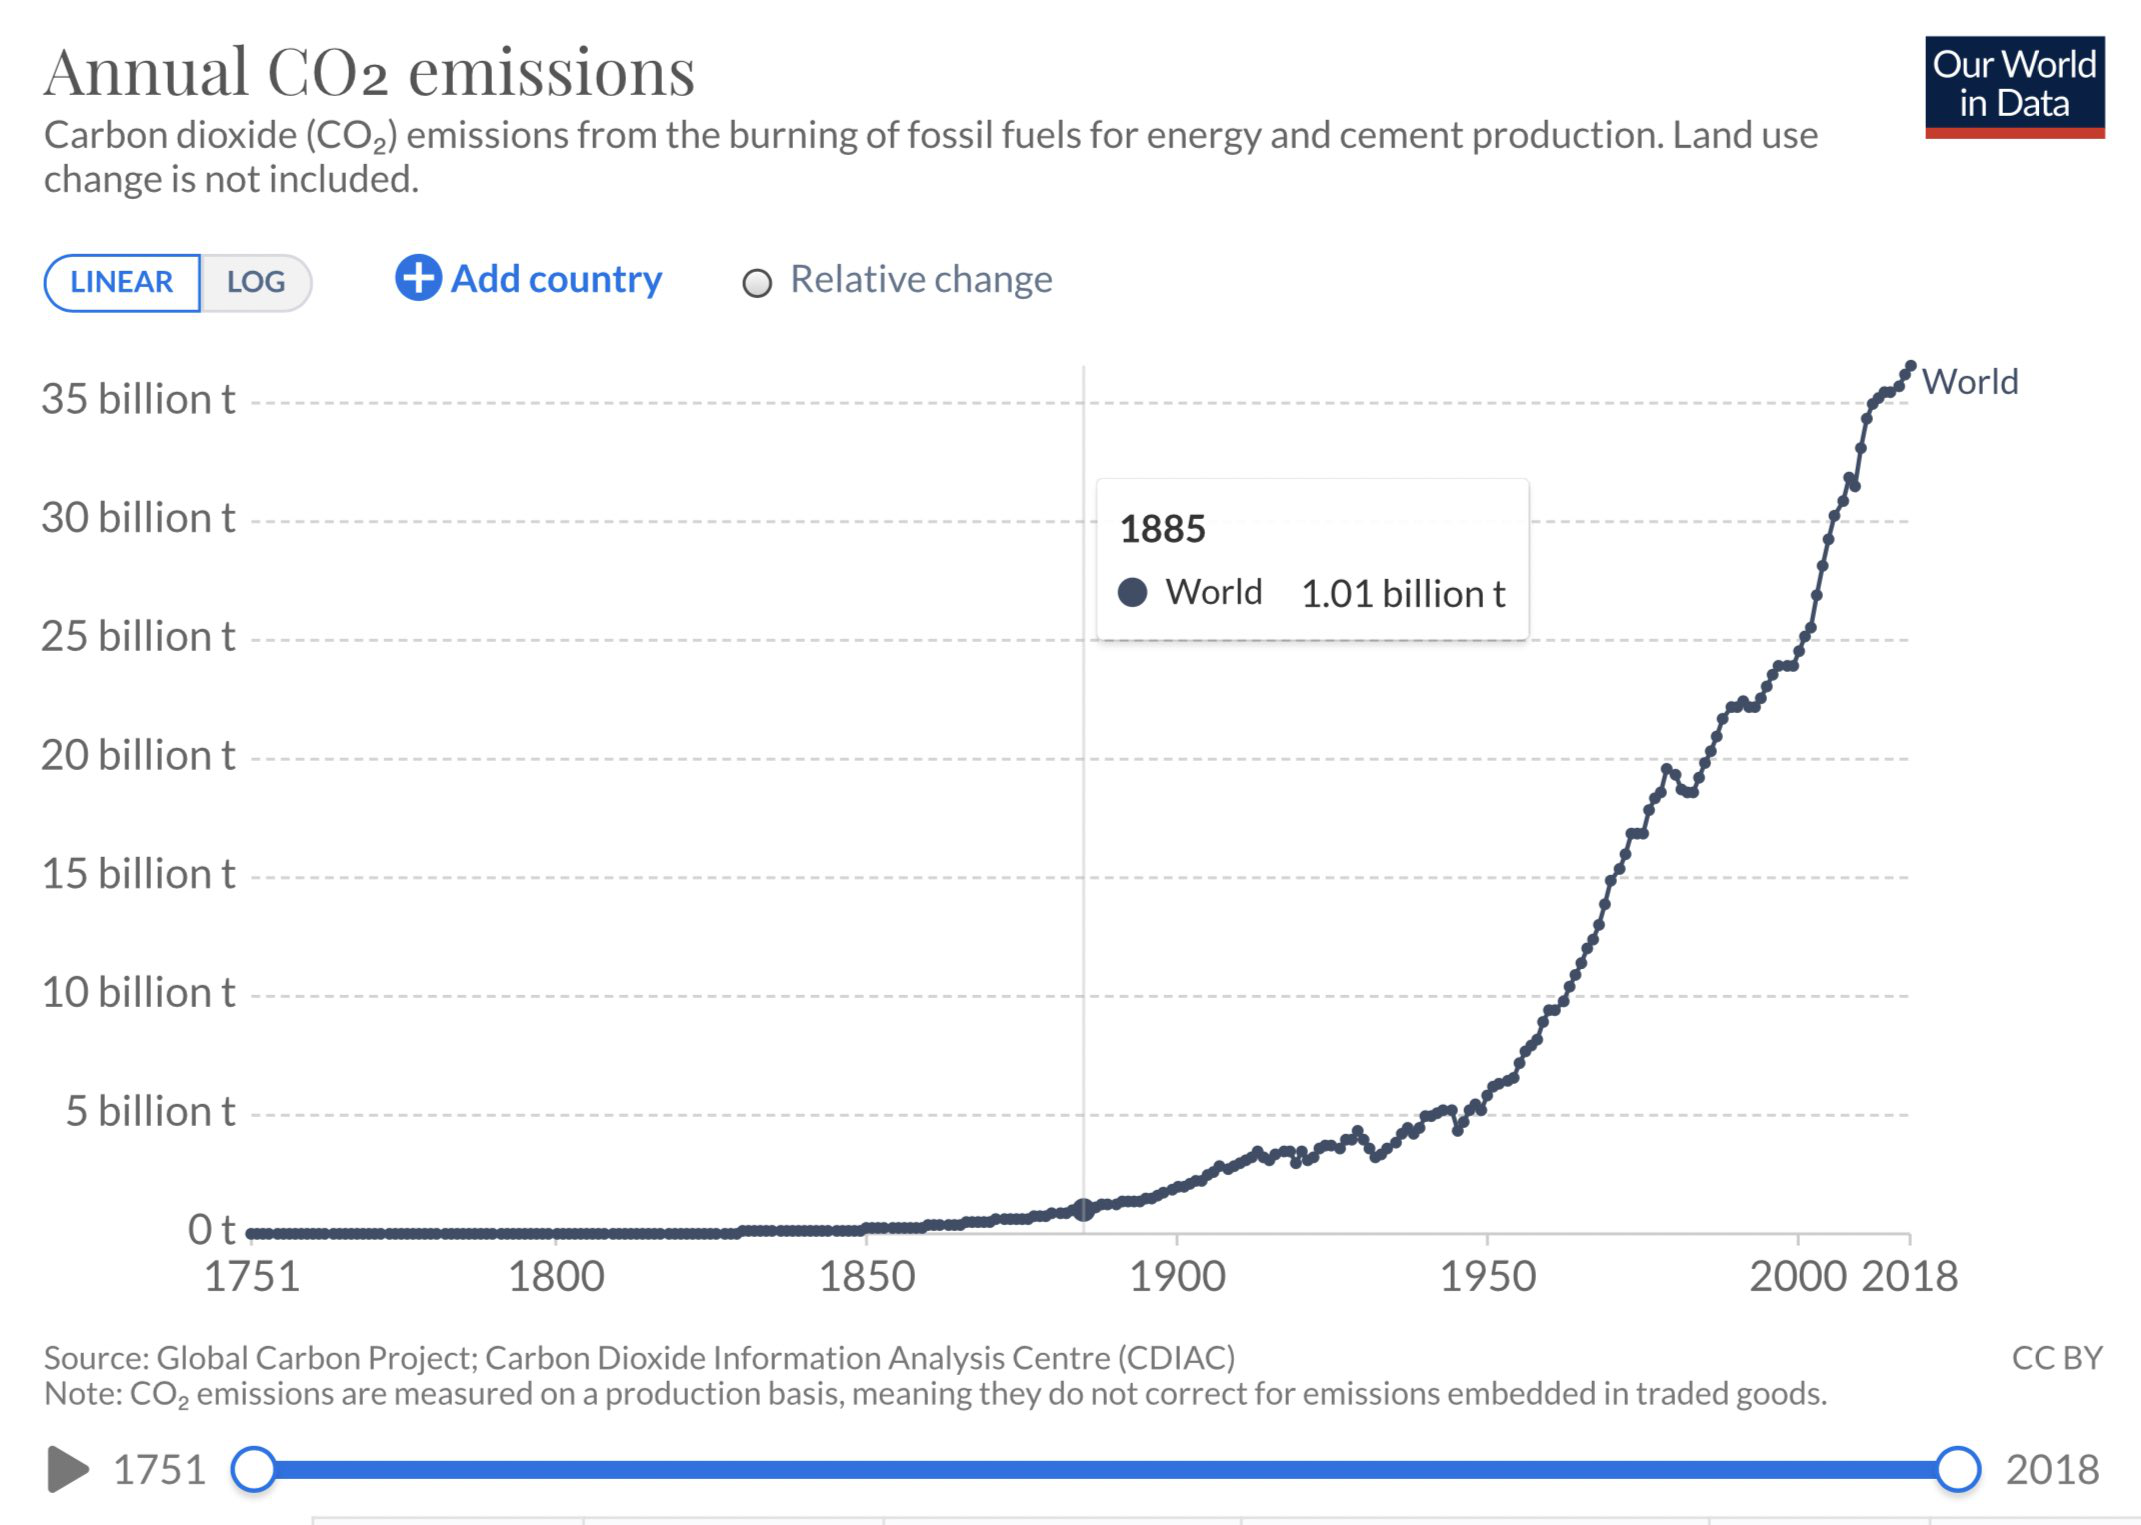 Annual CO2 emissions
Our World
in Data
Carbon dioxide (CO₂) emissions from the burning of fossil fuels for energy and cement production. Land use
change is not included.
LINEAR LOG Add country Relative change
35 billion t
World
30 billion t
1885
World 1.01 billion t
25 billion t
20 billion t
15 billion t
10 billion t
5 billion t
0 t
1751 1800 1850 1900 1950 2000 2018
Source: Global Carbon Project; Carbon Dioxide Information Analysis Centre (CDIAC) CC BY
Note: CO₂ emissions are measured on a production basis, meaning they do not correct for emissions embedded in traded goods.
1751 2018